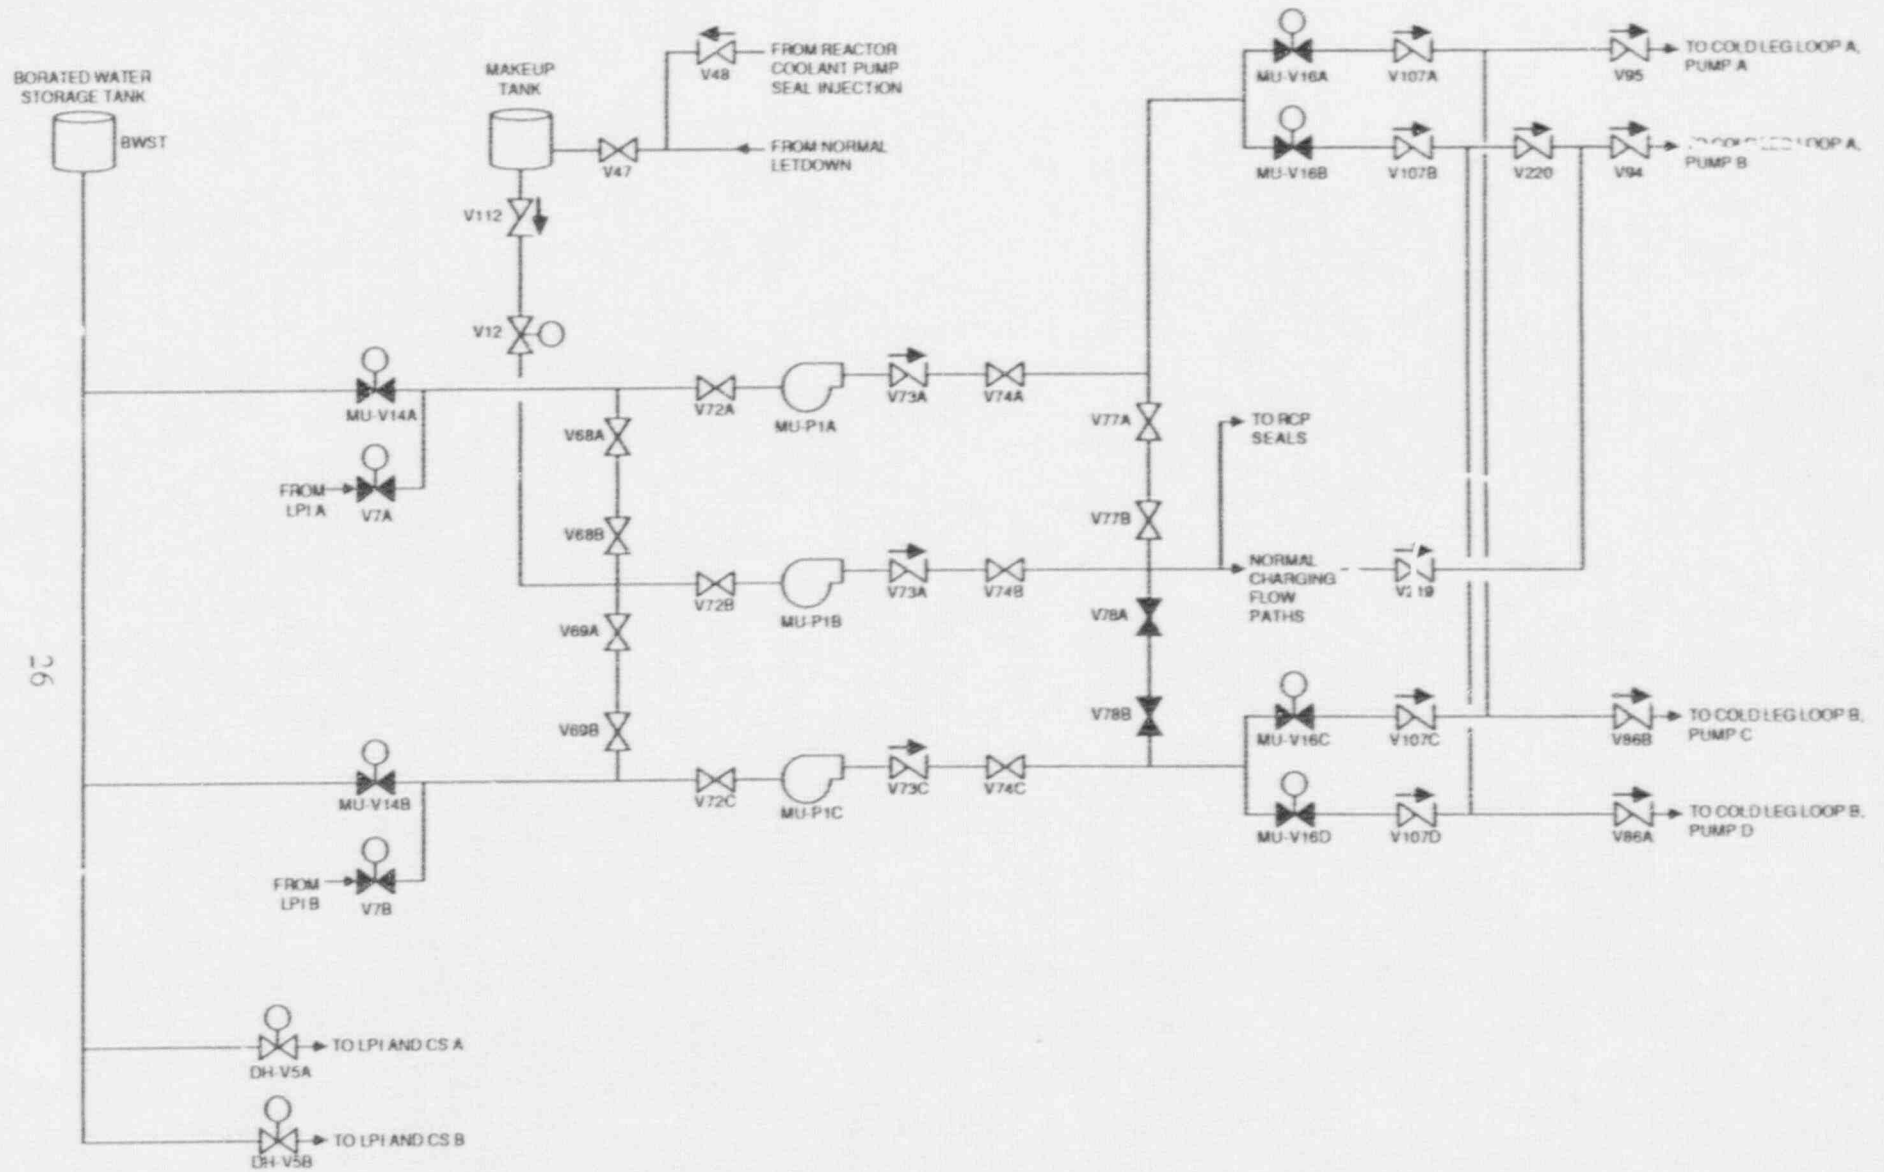 BORATED WATER
STORAGE TANK
BWST
MAKEUP
TANK
V48
FROM REACTOR
COOLANT PUMP
SEAL INJECTION
V47
FROM NORMAL
LETDOWN
V112
V12
MU-V16A
V107A
V95
TO COLD LEG LOOP A,
PUMP A
MU-V16B
V107B
V220
V94
TO COLD LEG LOOP A,
PUMP B
MU-V14A
V72A
MU-P1A
V73A
V74A
V68A
V77A
TO RCP
SEALS
FROM
LPI A
V7A
V68B
V77B
V72B
MU-P1B
V73A
V74B
NORMAL
CHARGING
FLOW
PATHS
V69A
V78A
26
V69B
V78B
MU-V16C
V107C
V86B
TO COLD LEG LOOP B,
PUMP C
MU-V14B
V72C
MU-P1C
V73C
V74C
MU-V16D
V107D
V86A
TO COLD LEG LOOP B,
PUMP D
FROM
LPI B
V7B
DH-V5A
TO LPI AND CS A
DH-V5B
TO LPI AND CS B